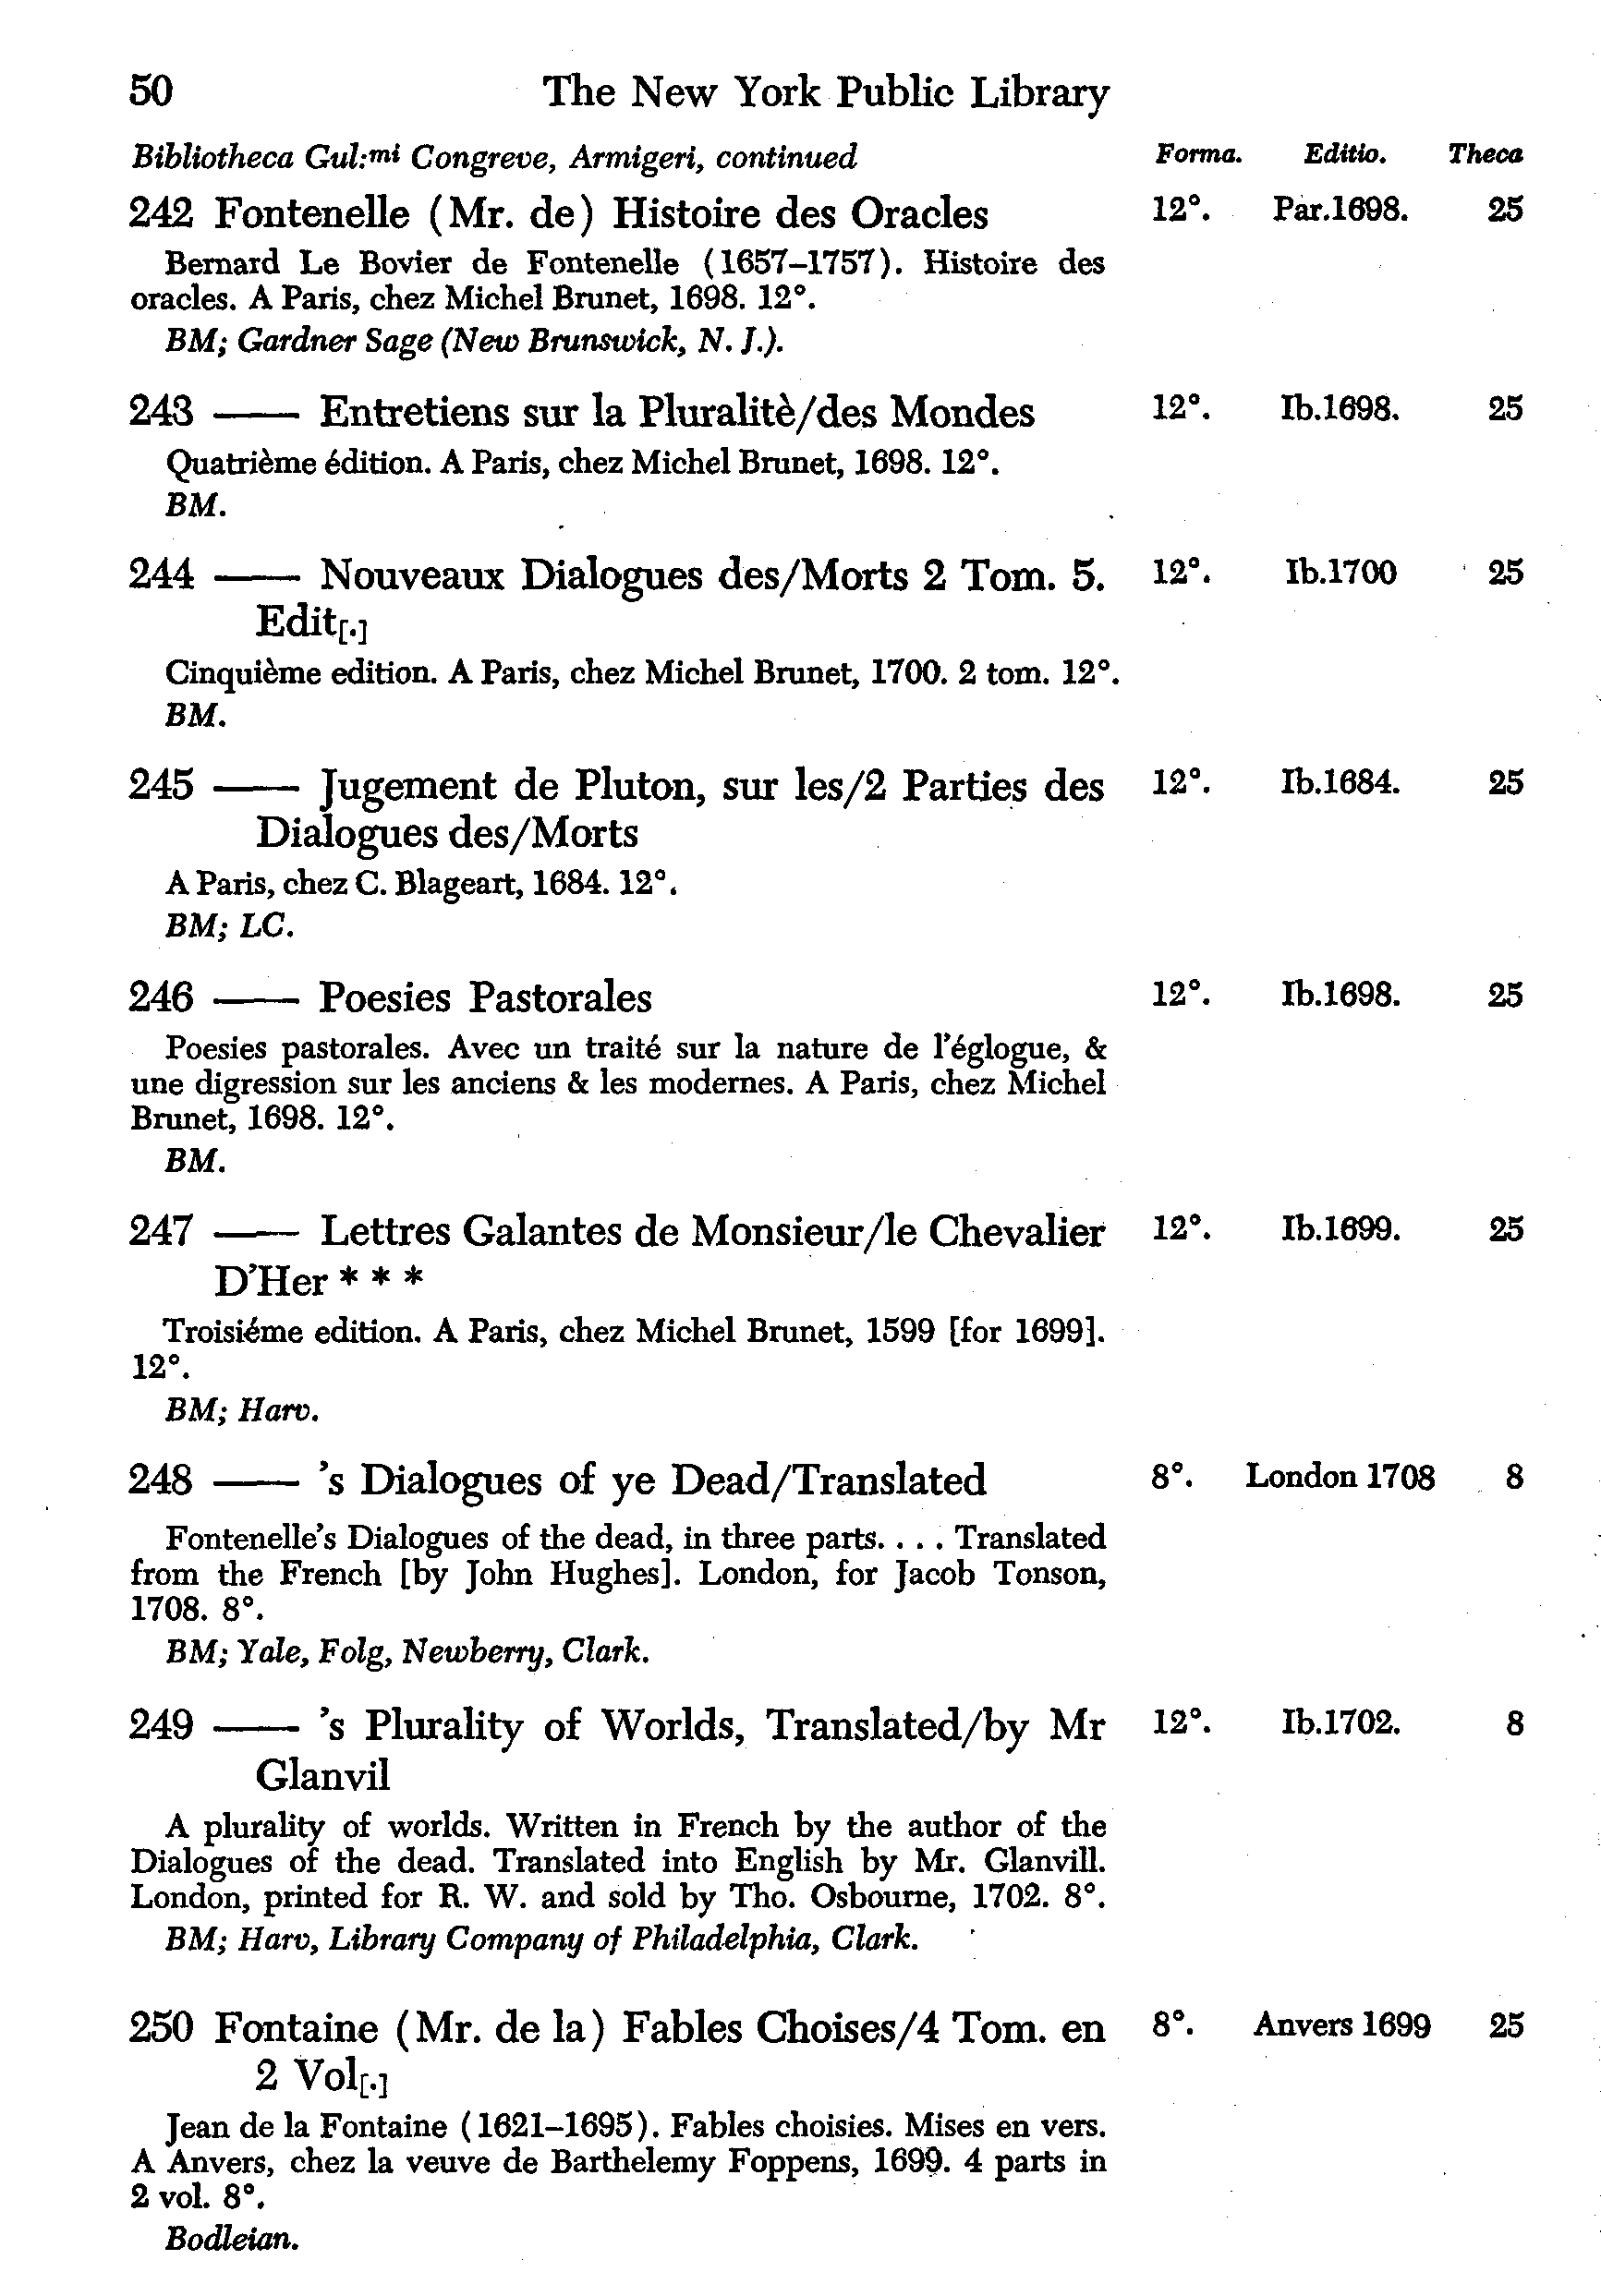 50 The New York Public Library
Bibliotheca Gul:mi Congreve, Armigeri, continued Forma. Editio. Theca
242 Fontenelle (Mr. de) Histoire des Oracles 12°. Par.1698. 25
Bernard Le Bovier de Fontenelle (1657–1757). Histoire des
oracles. A Paris, chez Michel Brunet, 1698. 12°.
BM; Gardner Sage (New Brunswick, N. J.).
243 —— Entretiens sur la Pluralitè/des Mondes 12°. Ib.1698. 25
Quatrième édition. A Paris, chez Michel Brunet, 1698. 12°.
BM.
244 —— Nouveaux Dialogues des/Morts 2 Tom. 5. 12°. Ib.1700 25
Edit[.]
Cinquième edition. A Paris, chez Michel Brunet, 1700. 2 tom. 12°.
BM.
245 —— Jugement de Pluton, sur les/2 Parties des 12°. Ib.1684. 25
Dialogues des/Morts
A Paris, chez C. Blageart, 1684. 12°.
BM; LC.
246 —— Poesies Pastorales 12°. Ib.1698. 25
Poesies pastorales. Avec un traité sur la nature de l'églogue, &
une digression sur les anciens & les modernes. A Paris, chez Michel
Brunet, 1698. 12°.
BM.
247 —— Lettres Galantes de Monsieur/le Chevalier 12°. Ib.1699. 25
D'Her * * *
Troisiéme edition. A Paris, chez Michel Brunet, 1599 [for 1699].
12°.
BM; Harv.
248 —— 's Dialogues of ye Dead/Translated 8°. London 1708 8
Fontenelle's Dialogues of the dead, in three parts. . . . Translated
from the French [by John Hughes]. London, for Jacob Tonson,
1708. 8°.
BM; Yale, Folg, Newberry, Clark.
249 —— 's Plurality of Worlds, Translated/by Mr 12°. Ib.1702. 8
Glanvil
A plurality of worlds. Written in French by the author of the
Dialogues of the dead. Translated into English by Mr. Glanvill.
London, printed for R. W. and sold by Tho. Osbourne, 1702. 8°.
BM; Harv, Library Company of Philadelphia, Clark.
250 Fontaine (Mr. de la) Fables Choises/4 Tom. en 8°. Anvers 1699 25
2 Vol[.]
Jean de la Fontaine (1621–1695). Fables choisies. Mises en vers.
A Anvers, chez la veuve de Barthelemy Foppens, 1699. 4 parts in
2 vol. 8°.
Bodleian.